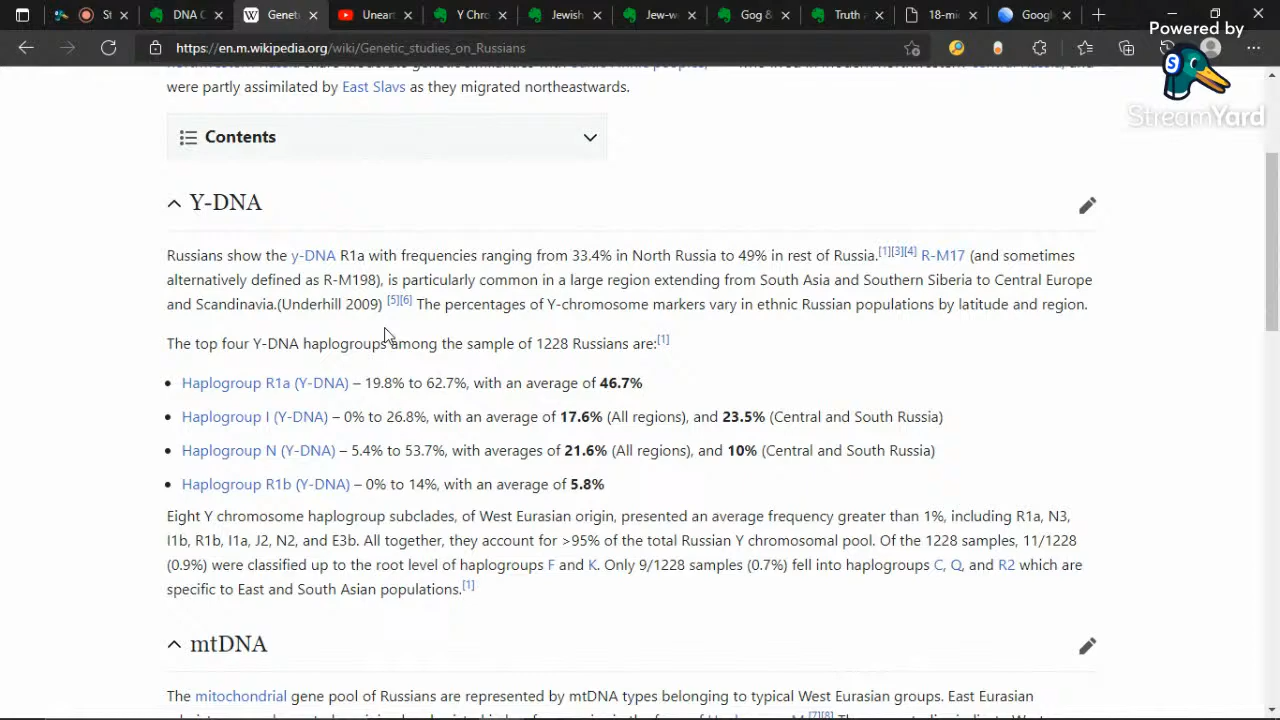 St
DNA C
Geneti
Unear
Y Chro
Jewish
Jew-w
Gog &
Truth
18-mi
Googl
Powered by
https://en.m.wikipedia.org/wiki/Genetic_studies_on_Russians
StreamYard
were partly assimilated by East Slavs as they migrated northeastwards.
Contents
Y-DNA
Russians show the y-DNA R1a with frequencies ranging from 33.4% in North Russia to 49% in rest of Russia.[1][3][4] R-M17 (and sometimes
alternatively defined as R-M198), is particularly common in a large region extending from South Asia and Southern Siberia to Central Europe
and Scandinavia.(Underhill 2009) [5][6] The percentages of Y-chromosome markers vary in ethnic Russian populations by latitude and region.
The top four Y-DNA haplogroups among the sample of 1228 Russians are:[1]
• Haplogroup R1a (Y-DNA) – 19.8% to 62.7%, with an average of 46.7%
• Haplogroup I (Y-DNA) – 0% to 26.8%, with an average of 17.6% (All regions), and 23.5% (Central and South Russia)
• Haplogroup N (Y-DNA) – 5.4% to 53.7%, with averages of 21.6% (All regions), and 10% (Central and South Russia)
• Haplogroup R1b (Y-DNA) – 0% to 14%, with an average of 5.8%
Eight Y chromosome haplogroup subclades, of West Eurasian origin, presented an average frequency greater than 1%, including R1a, N3,
I1b, R1b, I1a, J2, N2, and E3b. All together, they account for >95% of the total Russian Y chromosomal pool. Of the 1228 samples, 11/1228
(0.9%) were classified up to the root level of haplogroups F and K. Only 9/1228 samples (0.7%) fell into haplogroups C, Q, and R2 which are
specific to East and South Asian populations.[1]
mtDNA
The mitochondrial gene pool of Russians are represented by mtDNA types belonging to typical West Eurasian groups. East Eurasian